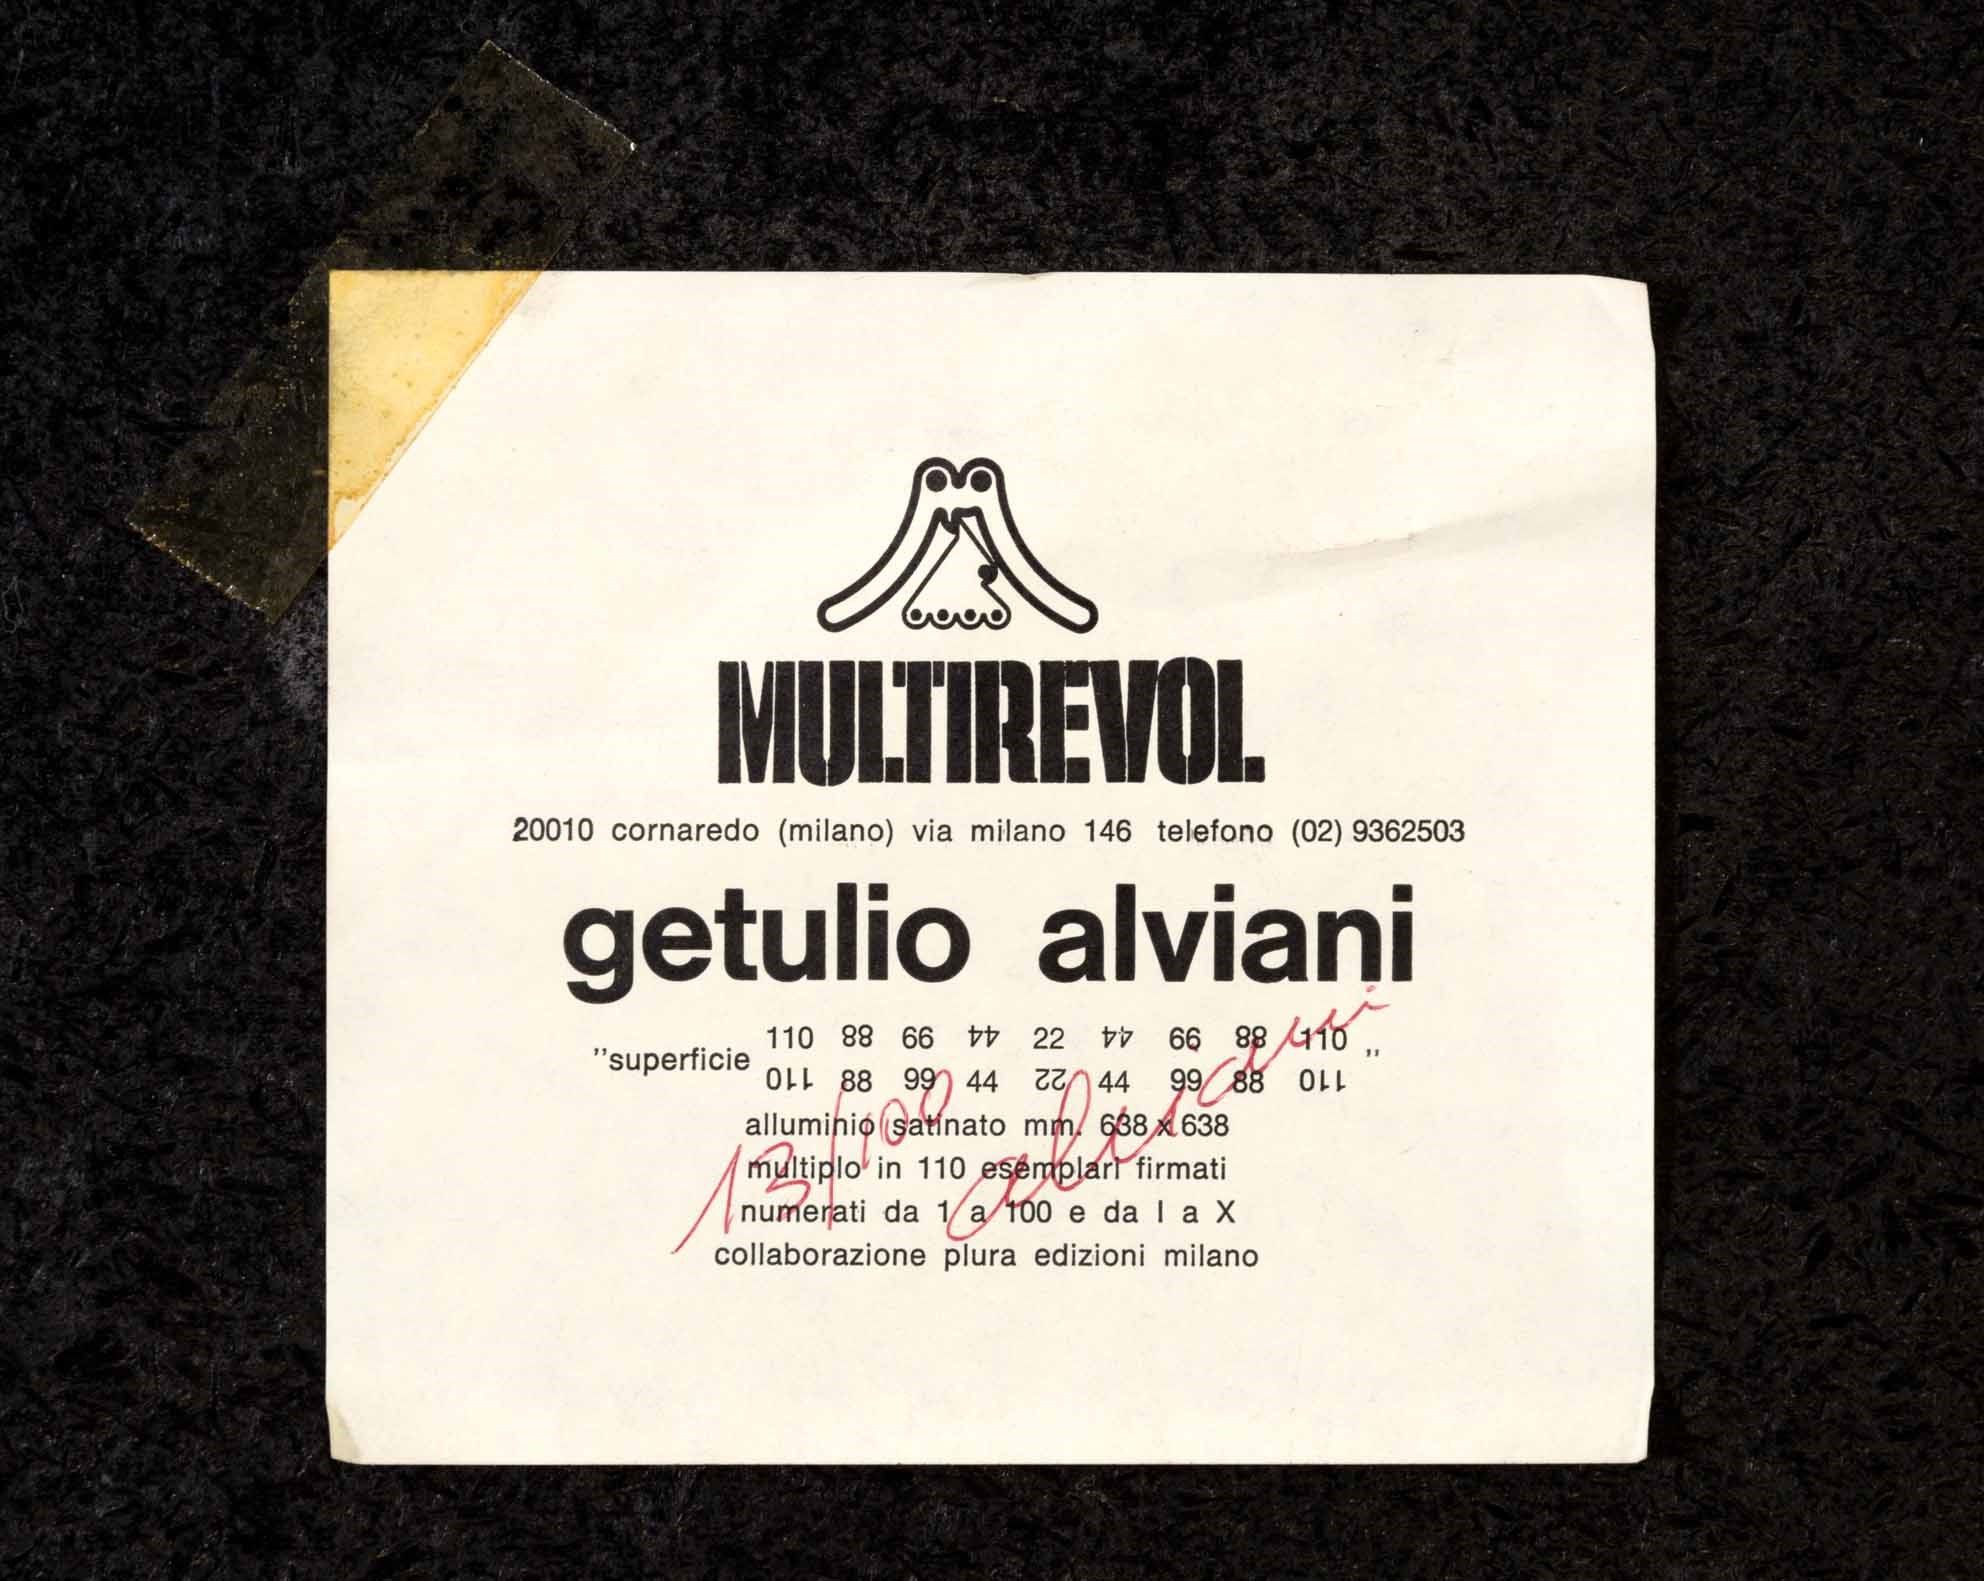 MULTIREVOL
20010 cornaredo (milano) via milano 146 telefono (02) 9362503
getulio alviani
"superficie 110 88 66 44 22 44 66 88 110 "
110 88 66 44 22 44 66 88 110
alluminio satinato mm. 638 x 638
multiplo in 110 esemplari firmati
numerati da 1 a 100 e da I a X
collaborazione plura edizioni milano
13/100 alviani